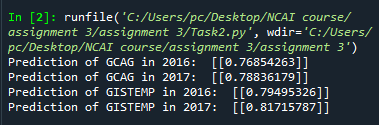 In [2]: runfile('C:/Users/pc/Desktop/NCAI course/
assignment 3/assignment 3/Task2.py', wdir='C:/Users/
pc/Desktop/NCAI course/assignment 3/assignment 3')
Prediction of GCAG in 2016:  [[0.76854263]]
Prediction of GCAG in 2017:  [[0.78836179]]
Prediction of GISTEMP in 2016:  [[0.79495326]]
Prediction of GISTEMP in 2017:  [[0.81715787]]